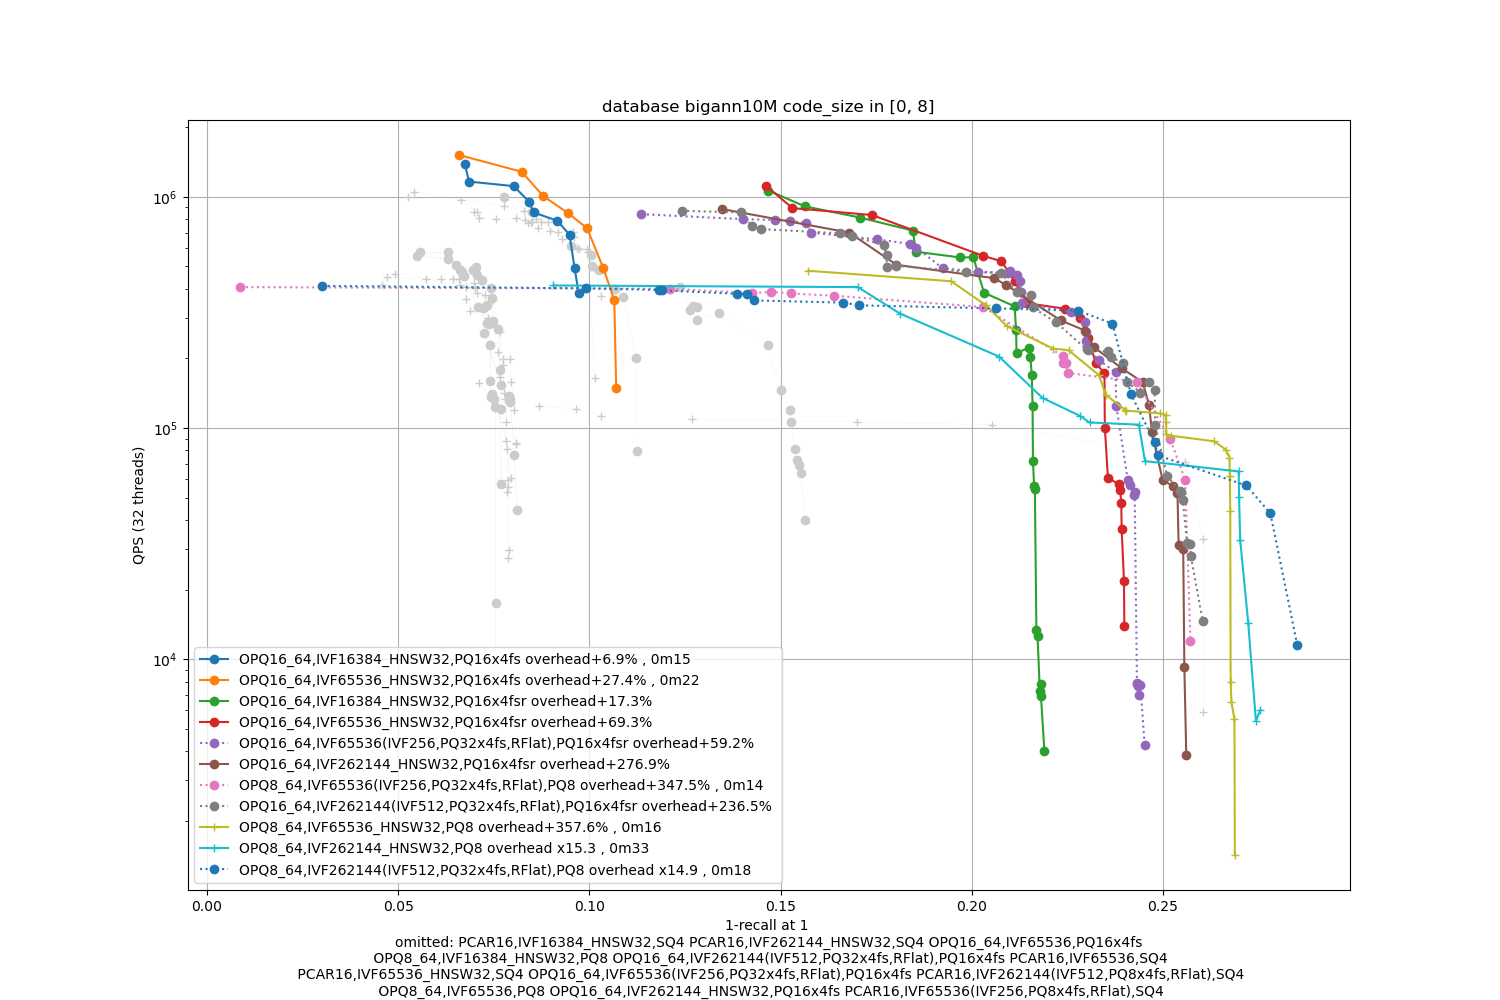 database bigann10M code_size in [0, 8]
10^6
10^5
10^4
QPS (32 threads)
OPQ16_64,IVF16384_HNSW32,PQ16x4fs overhead+6.9% , 0m15
OPQ16_64,IVF65536_HNSW32,PQ16x4fs overhead+27.4% , 0m22
OPQ16_64,IVF16384_HNSW32,PQ16x4fsr overhead+17.3%
OPQ16_64,IVF65536_HNSW32,PQ16x4fsr overhead+69.3%
OPQ16_64,IVF65536(IVF256,PQ32x4fs,RFlat),PQ16x4fsr overhead+59.2%
OPQ16_64,IVF262144_HNSW32,PQ16x4fsr overhead+276.9%
OPQ8_64,IVF65536(IVF256,PQ32x4fs,RFlat),PQ8 overhead+347.5% , 0m14
OPQ16_64,IVF262144(IVF512,PQ32x4fs,RFlat),PQ16x4fsr overhead+236.5%
OPQ8_64,IVF65536_HNSW32,PQ8 overhead+357.6% , 0m16
OPQ8_64,IVF262144_HNSW32,PQ8 overhead x15.3 , 0m33
OPQ8_64,IVF262144(IVF512,PQ32x4fs,RFlat),PQ8 overhead x14.9 , 0m18
0.00 0.05 0.10 0.15 0.20 0.25
1-recall at 1
omitted: PCAR16,IVF16384_HNSW32,SQ4 PCAR16,IVF262144_HNSW32,SQ4 OPQ16_64,IVF65536,PQ16x4fs
OPQ8_64,IVF16384_HNSW32,PQ8 OPQ16_64,IVF262144(IVF512,PQ32x4fs,RFlat),PQ16x4fs PCAR16,IVF65536,SQ4
PCAR16,IVF65536_HNSW32,SQ4 OPQ16_64,IVF65536(IVF256,PQ32x4fs,RFlat),PQ16x4fs PCAR16,IVF262144(IVF512,PQ8x4fs,RFlat),SQ4
OPQ8_64,IVF65536,PQ8 OPQ16_64,IVF262144_HNSW32,PQ16x4fs PCAR16,IVF65536(IVF256,PQ8x4fs,RFlat),SQ4